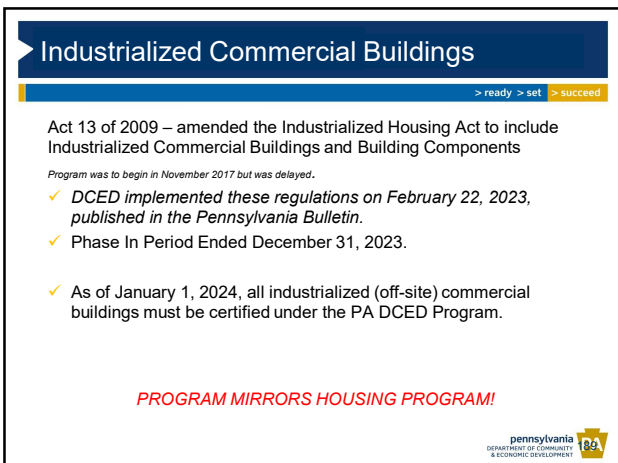 Industrialized Commercial Buildings
> ready > set > succeed
Act 13 of 2009 – amended the Industrialized Housing Act to include
Industrialized Commercial Buildings and Building Components
Program was to begin in November 2017 but was delayed.
✓ DCED implemented these regulations on February 22, 2023,
published in the Pennsylvania Bulletin.
✓ Phase In Period Ended December 31, 2023.
✓ As of January 1, 2024, all industrialized (off-site) commercial
buildings must be certified under the PA DCED Program.
PROGRAM MIRRORS HOUSING PROGRAM!
pennsylvania
DEPARTMENT OF COMMUNITY
& ECONOMIC DEVELOPMENT
PA
189